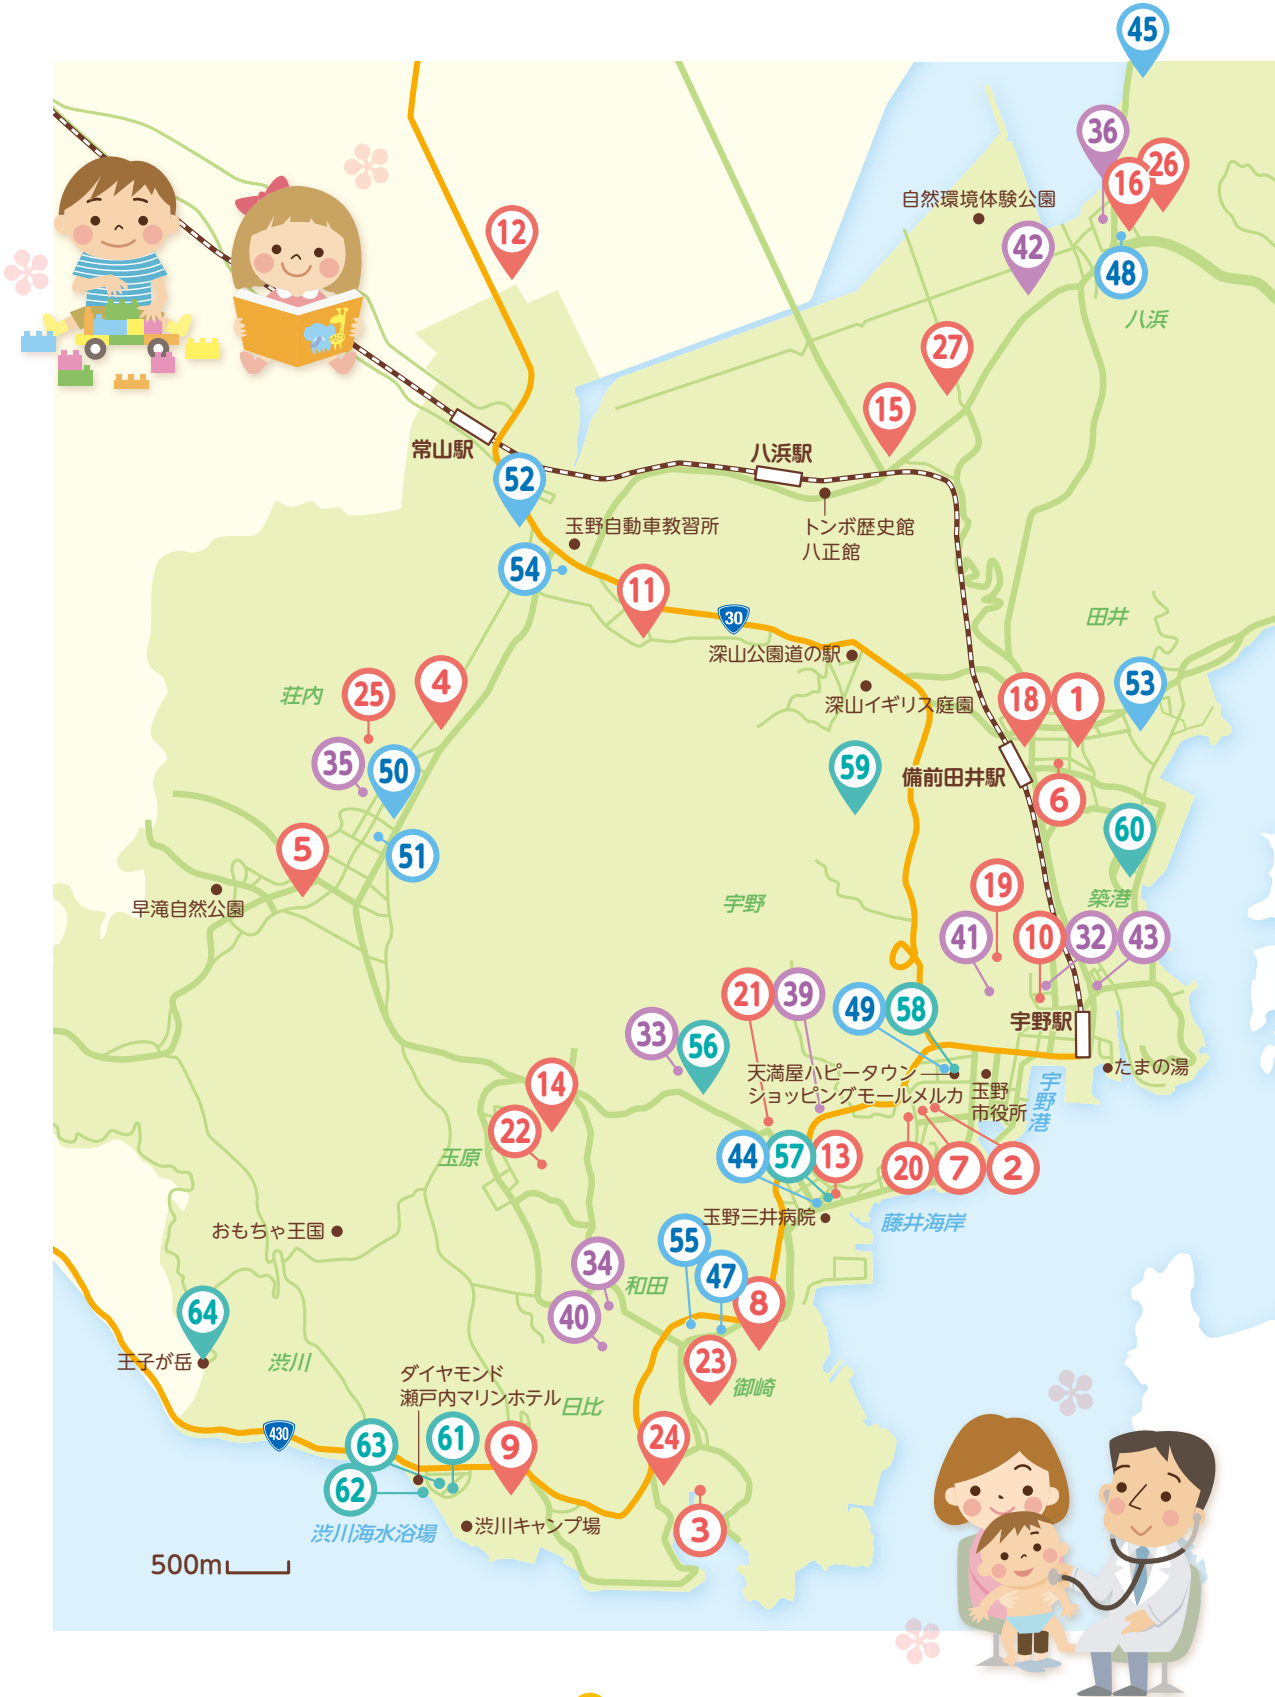 45
36
26
16
自然環境体験公園
12
42
48
八浜
27
15
常山駅
八浜駅
52
玉野自動車教習所
トンボ歴史館
八正館
54
11
30
田井
深山公園道の駅
荘内
25
4
深山イギリス庭園
18
1
53
35
50
59
備前田井駅
6
5
51
60
早滝自然公園
宇野
19
築港
41
10
32
43
21
39
49
58
宇野駅
33
56
天満屋ハピータウン
ショッピングモールメルカ
玉野
市役所
たまの湯
宇野港
14
22
玉原
44
57
13
20
7
2
おもちゃ王国
玉野三井病院
藤井海岸
55
34
和田
47
40
8
64
王子が岳
渋川
23
御崎
ダイヤモンド
瀬戸内マリンホテル
日比
430
63
61
9
24
62
渋川海水浴場
渋川キャンプ場
3
500m